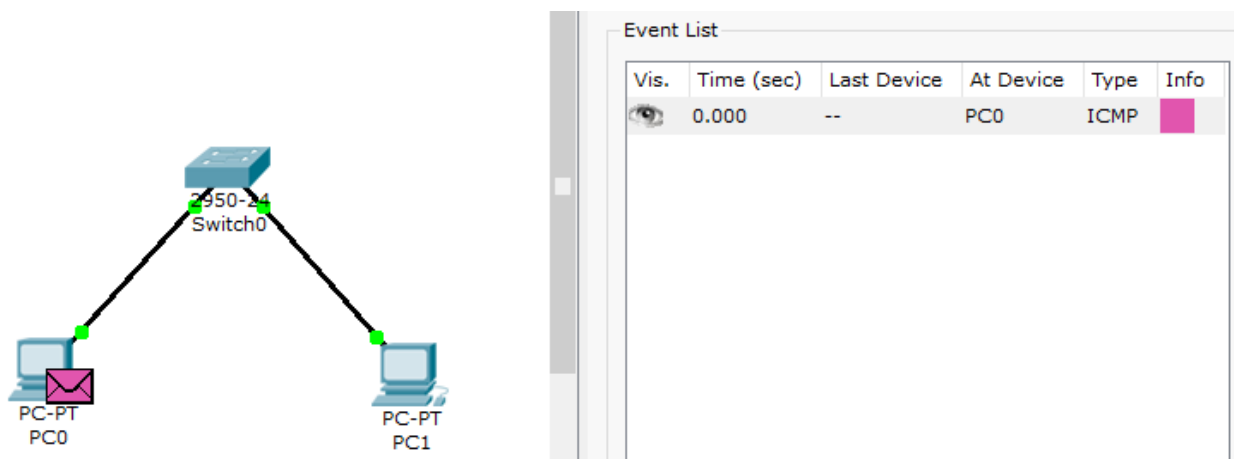 2950-24
Switch0
PC-PT
PC0
PC-PT
PC1
Event List
Vis. Time (sec) Last Device At Device Type Info
0.000 -- PC0 ICMP